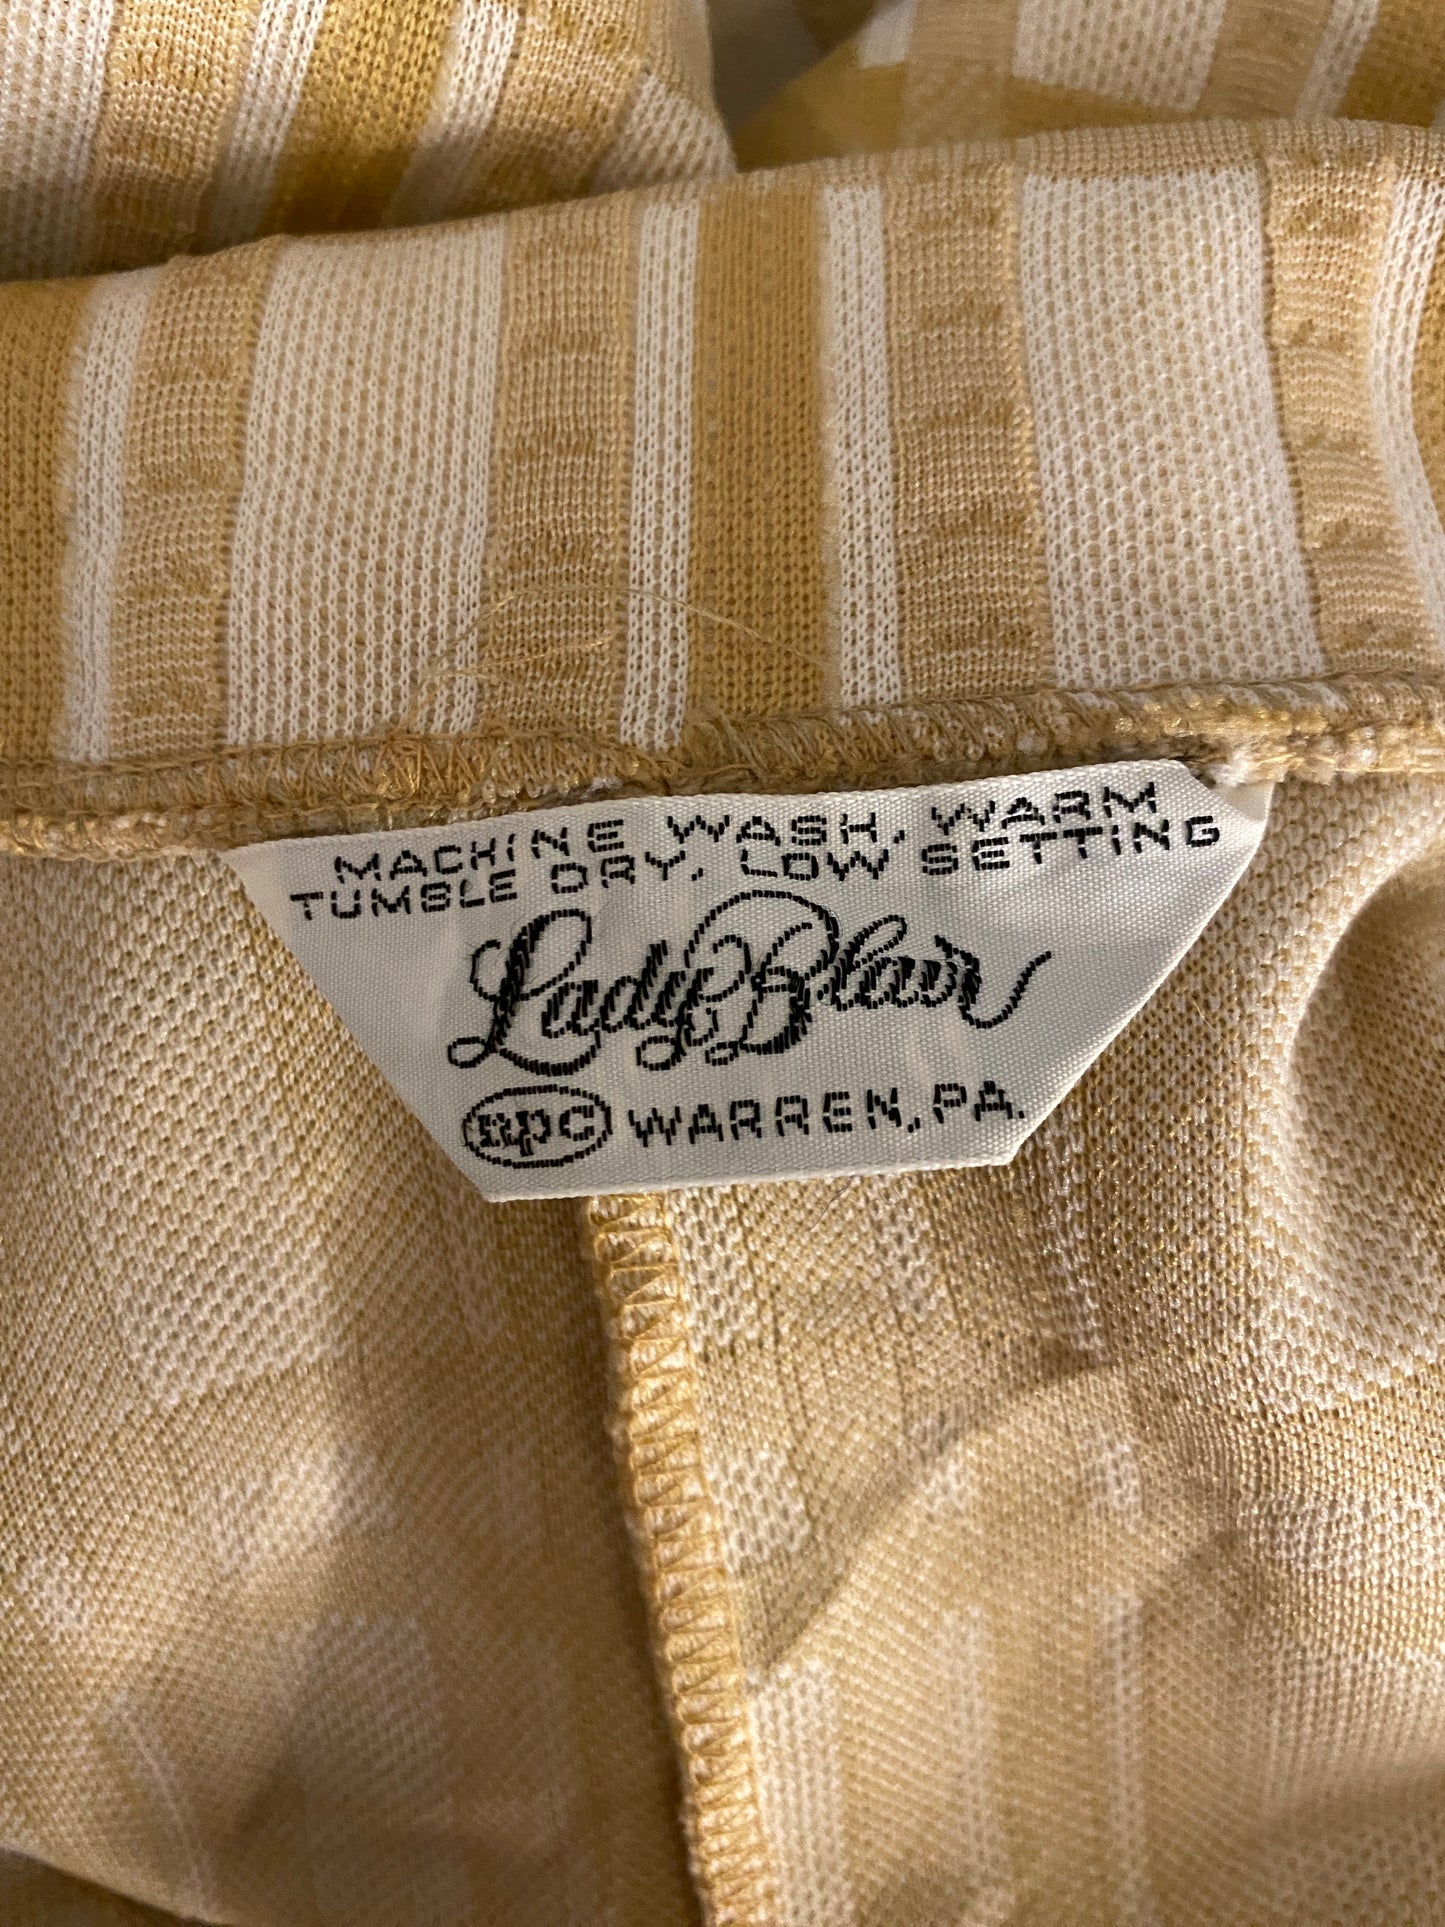 MACHINE WASH, WARM
TUMBLE DRY, LOW SETTING
Lady Blair
WARREN, PA.